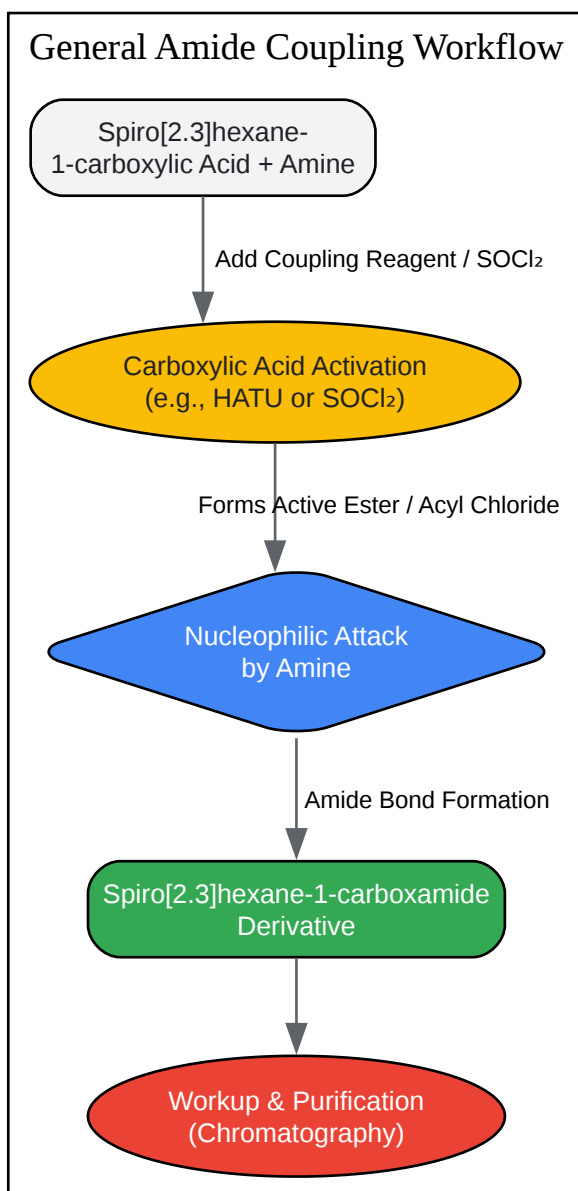 General Amide Coupling Workflow
Spiro[2.3]hexane-
1-carboxylic Acid + Amine
Add Coupling Reagent / SOCl₂
Carboxylic Acid Activation
(e.g., HATU or SOCl₂)
Forms Active Ester / Acyl Chloride
Nucleophilic Attack
by Amine
Amide Bond Formation
Spiro[2.3]hexane-1-carboxamide
Derivative
Workup & Purification
(Chromatography)